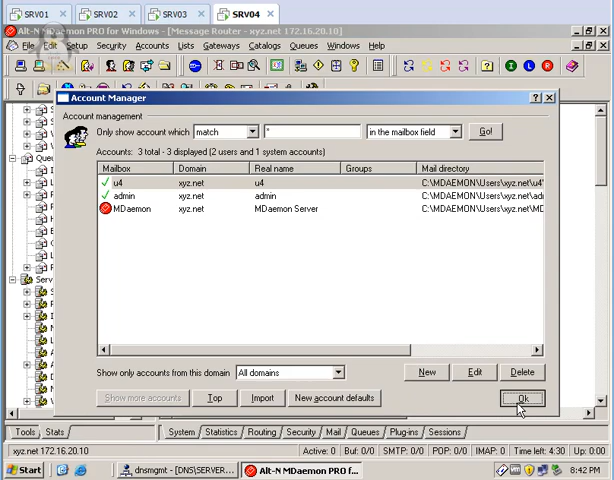 SRV01 SRV02 SRV03 SRV04
Alt-N MDaemon PRO for Windows - [Message Router - xyz.net 172.16.20.10]
File Edit Setup Security Accounts Lists Gateways Catalogs Queues Windows Help
Account Manager
Account management
Only show account which match * in the mailbox field Go!
Accounts: 3 total - 3 displayed (2 users and 1 system accounts)
Mailbox Domain Real name Groups Mail directory
u4 xyz.net u4 C:\MDAEMON\Users\xyz.net\u4\
admin xyz.net admin C:\MDAEMON\Users\xyz.net\ad
MDaemon xyz.net MDaemon Server C:\MDAEMON\Users\xyz.net\MD
Show only accounts from this domain All domains New Edit Delete
Show more accounts Top Import New account defaults Ok
Queu
Serve
Tools Stats System Statistics Routing Security Mail Queues Plug-ins Sessions
xyz.net 172.16.20.10 Active: 0 Buf: 0/0 SMTP: 0/0 POP: 0/0 IMAP: 0 Time left: 4:30 Up: 0:00
Start dnsmgmt - [DNS\SERVER... Alt-N MDaemon PRO f... 8:42 PM